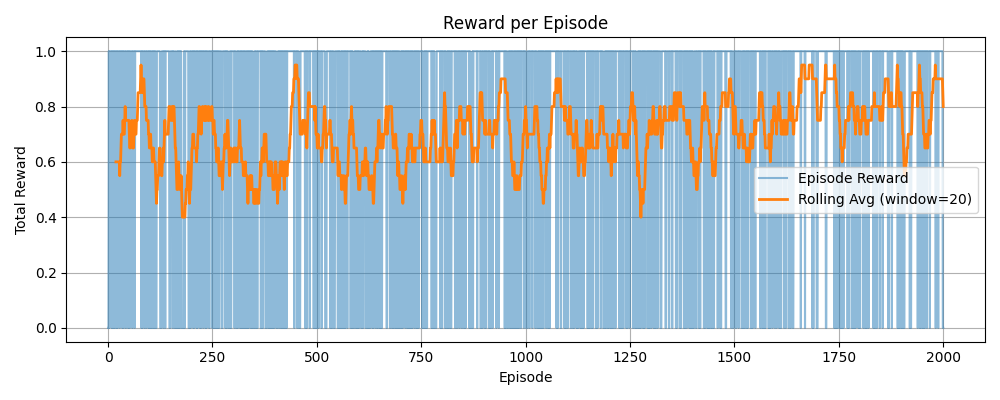 Reward per Episode
Total Reward
1.0
0.8
0.6
0.4
0.2
0.0
Episode Reward
Rolling Avg (window=20)
0 250 500 750 1000 1250 1500 1750 2000
Episode